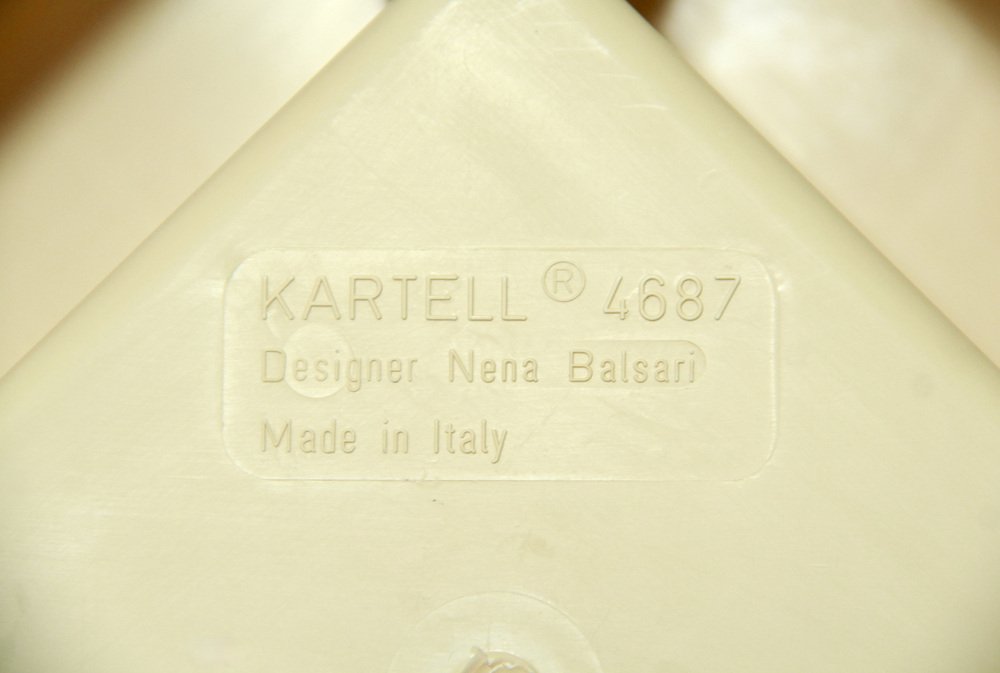 KARTELL® 4687
Designer Nena Balsari
Made in Italy